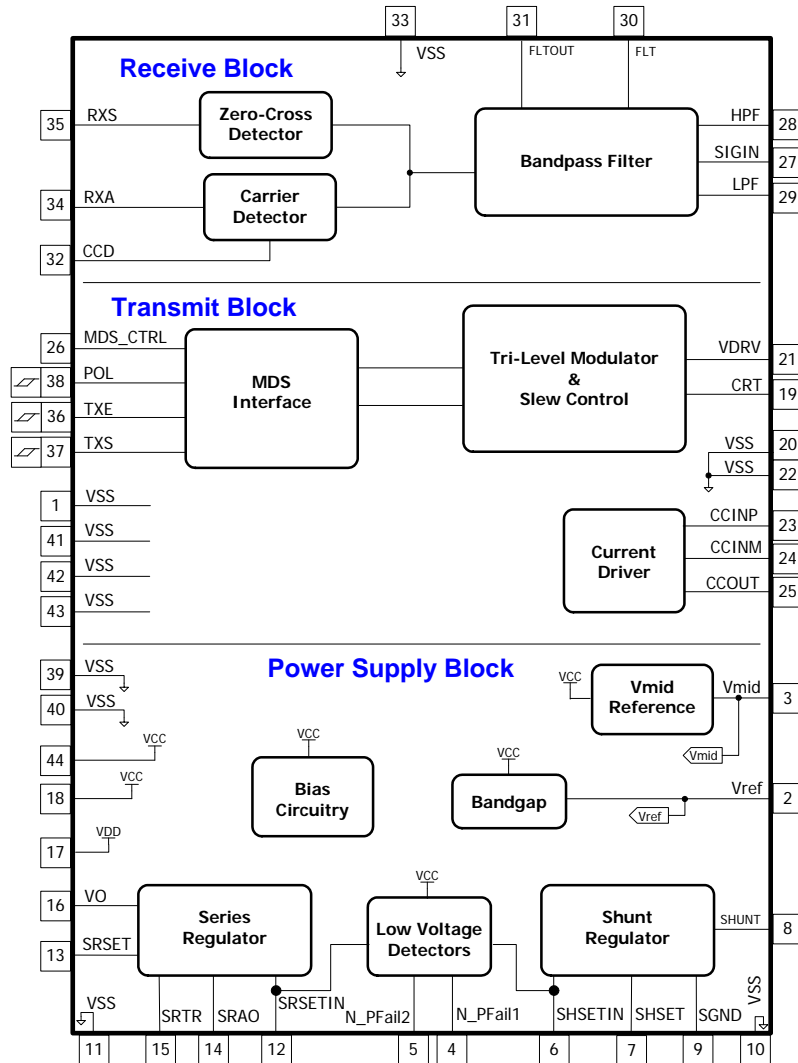 33
31
30
VSS
FLTOUT
FLT
Receive Block
35
RXS
Zero-Cross
Detector
Bandpass Filter
HPF
28
SIGIN
27
LPF
29
34
RXA
Carrier
Detector
32
CCD
Transmit Block
26
MDS_CTRL
38
POL
36
TXE
37
TXS
MDS
Interface
Tri-Level Modulator
&
Slew Control
VDRV
21
CRT
19
VSS
20
VSS
22
1
VSS
41
VSS
42
VSS
43
VSS
Current
Driver
CCINP
23
CCINM
24
CCOUT
25
Power Supply Block
39
VSS
40
VSS
44
VCC
18
VCC
17
VDD
VCC
Bias
Circuitry
VCC
Vmid
Reference
Vmid
3
Vmid
VCC
Bandgap
Vref
2
Vref
16
VO
13
SRSET
Series
Regulator
VCC
Low Voltage
Detectors
Shunt
Regulator
SHUNT
8
VSS
SRTR
SRAO
SRSETIN
N_PFail2
N_PFail1
SHSETIN
SHSET
SGND
VSS
11
15
14
12
5
4
6
7
9
10